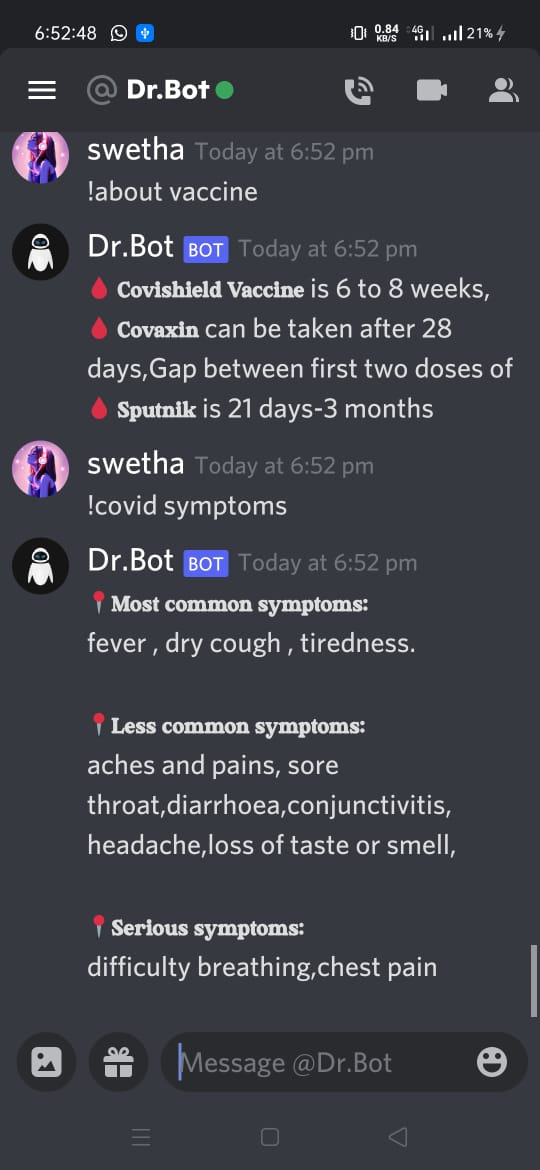 6:52:48 0.84 KB/S 4G 21%
@ Dr.Bot
swetha Today at 6:52 pm
!about vaccine
Dr.Bot BOT Today at 6:52 pm
🩸 Covishield Vaccine is 6 to 8 weeks,
🩸 Covaxin can be taken after 28
days,Gap between first two doses of
🩸 Sputnik is 21 days-3 months
swetha Today at 6:52 pm
!covid symptoms
Dr.Bot BOT Today at 6:52 pm
📍Most common symptoms:
fever , dry cough , tiredness.
📍Less common symptoms:
aches and pains, sore
throat,diarrhoea,conjunctivitis,
headache,loss of taste or smell,
📍Serious symptoms:
difficulty breathing,chest pain
Message @Dr.Bot